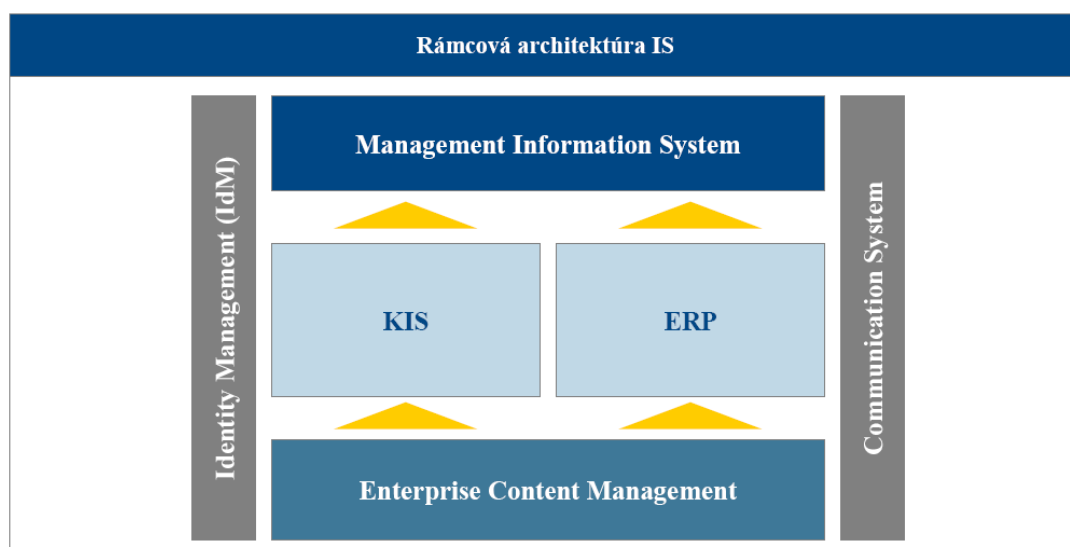 Rámcová architektúra IS
Identity Management (IdM)
Management Information System
Communication System
KIS
ERP
Enterprise Content Management